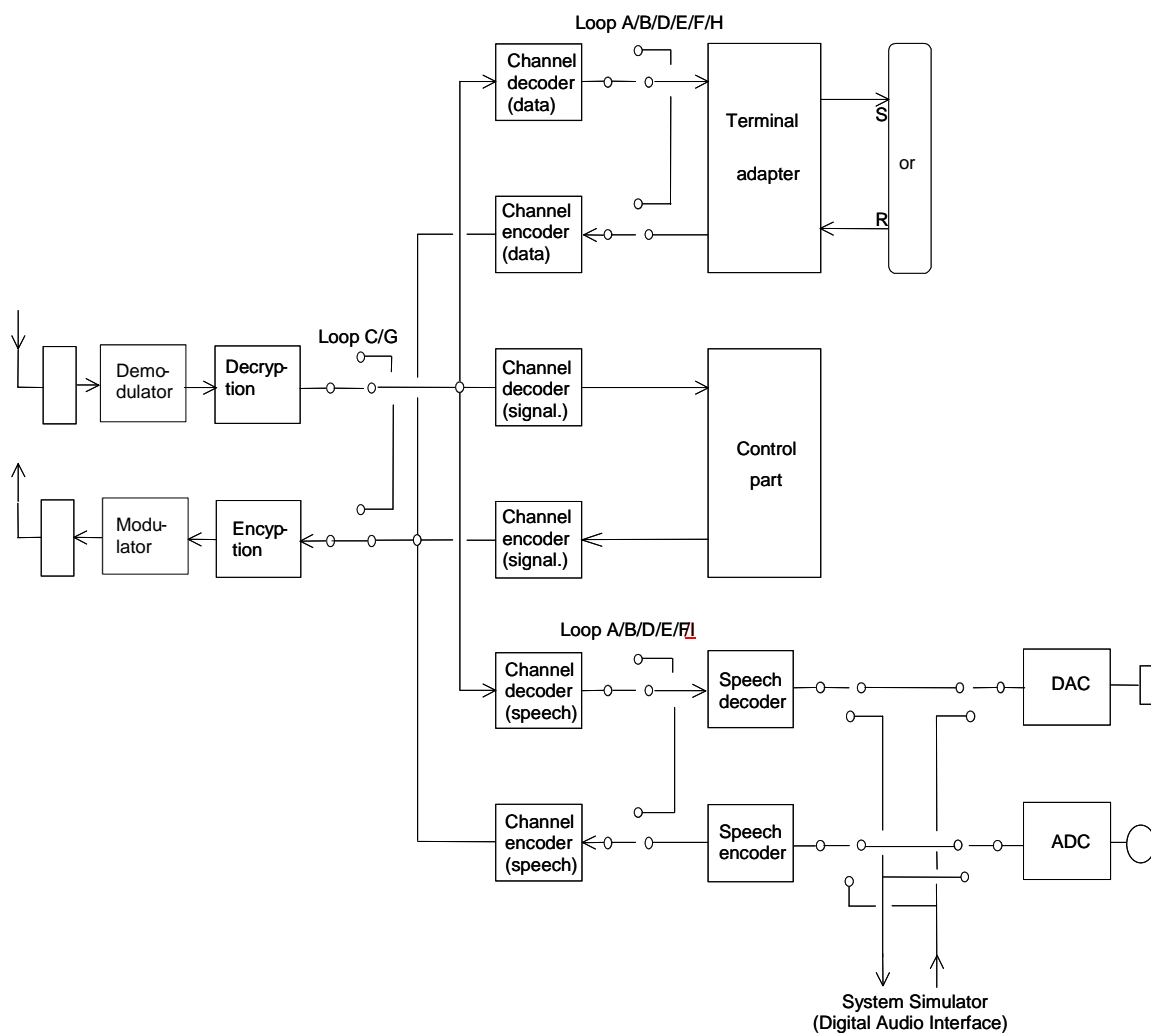 Loop A/B/D/E/F/H
Channel
decoder
(data)
Terminal
adapter
S
or
R
Channel
encoder
(data)
Loop C/G
Demo-
dulator
Decryp-
tion
Channel
decoder
(signal.)
Control
part
Modu-
lator
Encyp-
tion
Channel
encoder
(signal.)
Loop A/B/D/E/F/I
Channel
decoder
(speech)
Speech
decoder
DAC
Channel
encoder
(speech)
Speech
encoder
ADC
System Simulator
(Digital Audio Interface)